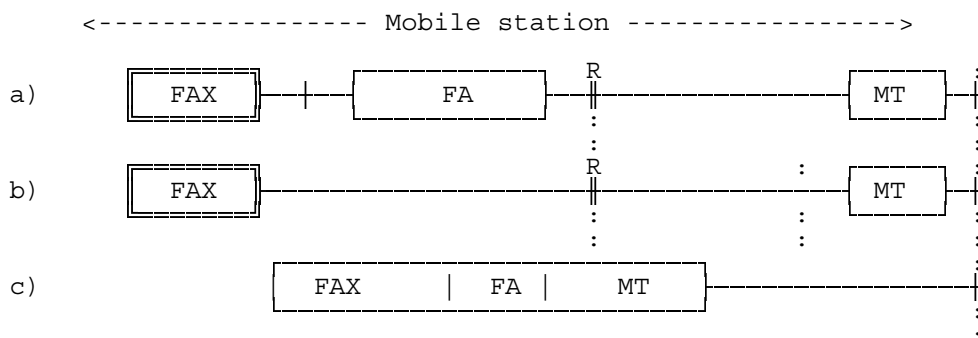 Mobile station
R
a) FAX FA MT
R
b) FAX MT
c) FAX | FA | MT